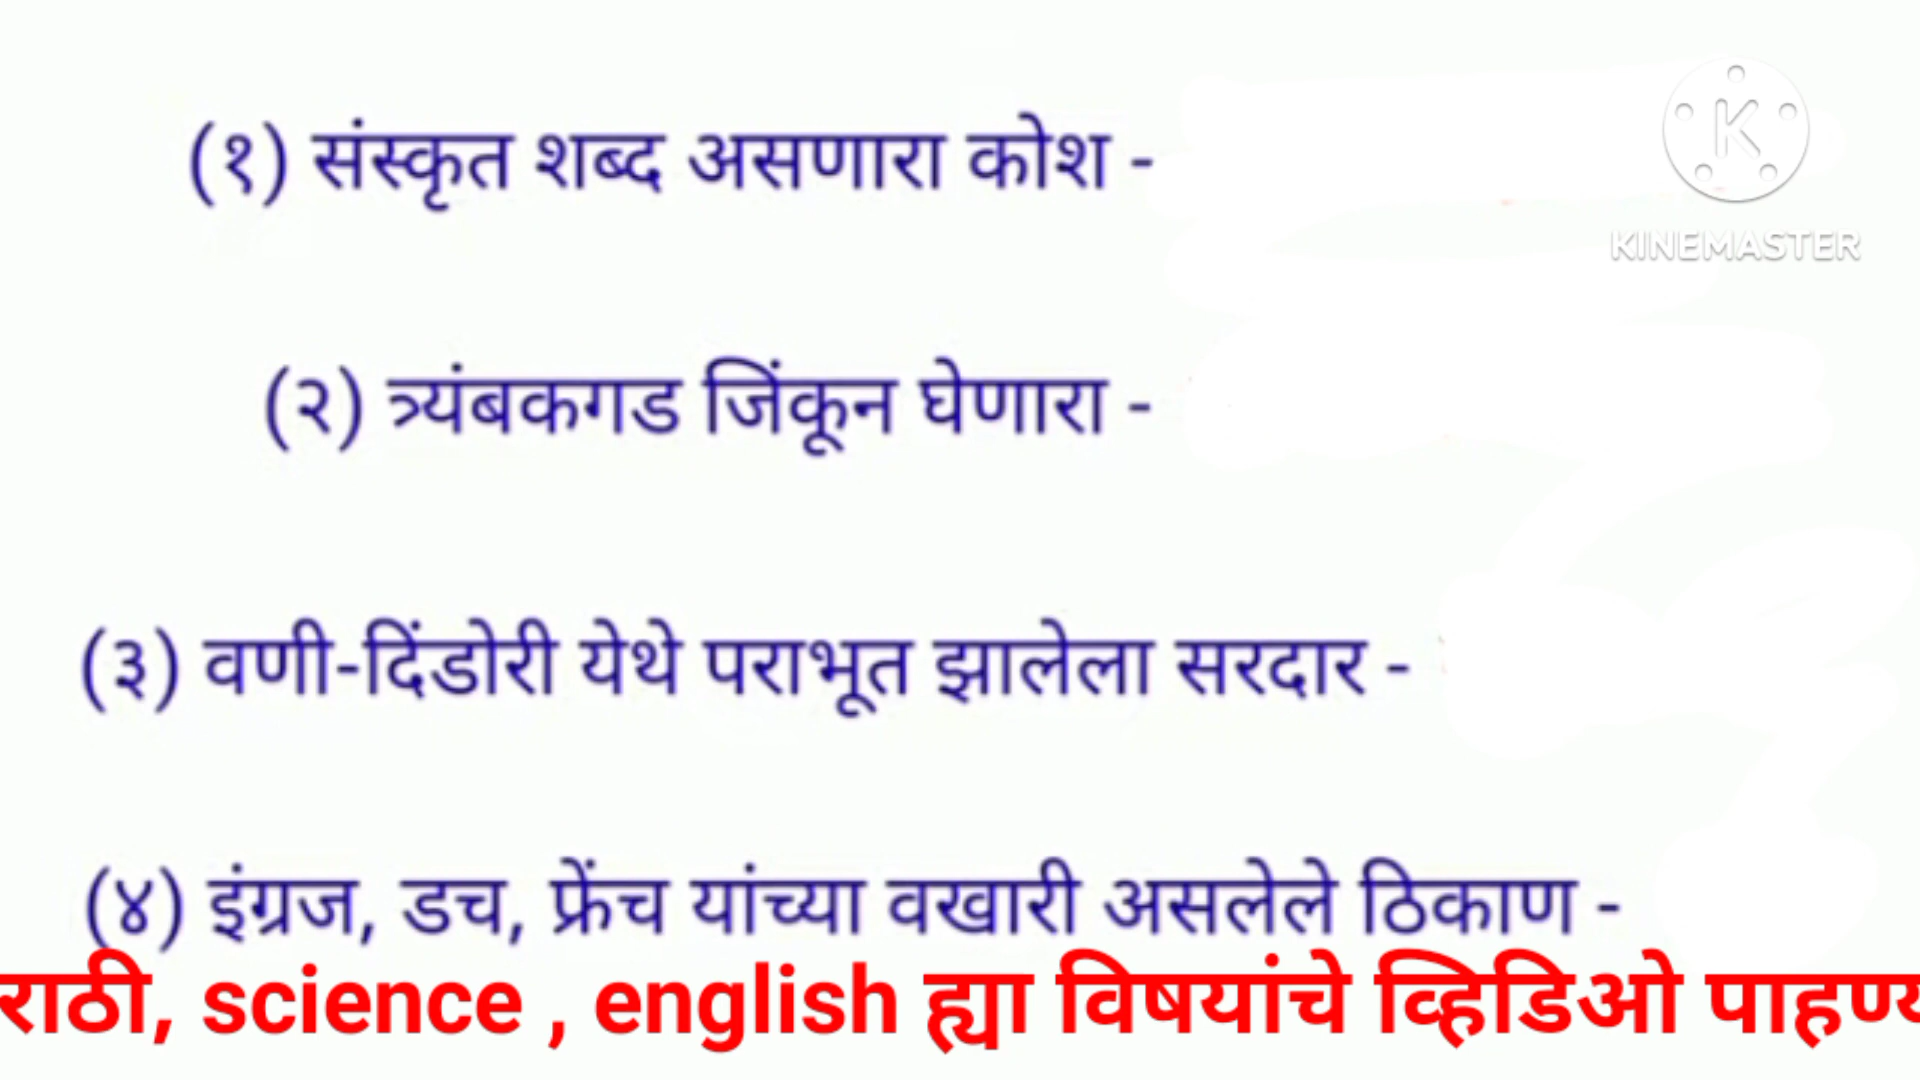 (१) संस्कृत शब्द असणारा कोश -
KINEMASTER
(२) त्र्यंबकगड जिंकून घेणारा -
(३) वणी-दिंडोरी येथे पराभूत झालेला सरदार -
(४) इंग्रज, डच, फ्रेंच यांच्या वखारी असलेले ठिकाण -
राठी, science , english ह्या विषयांचे व्हिडिओ पाहण्य